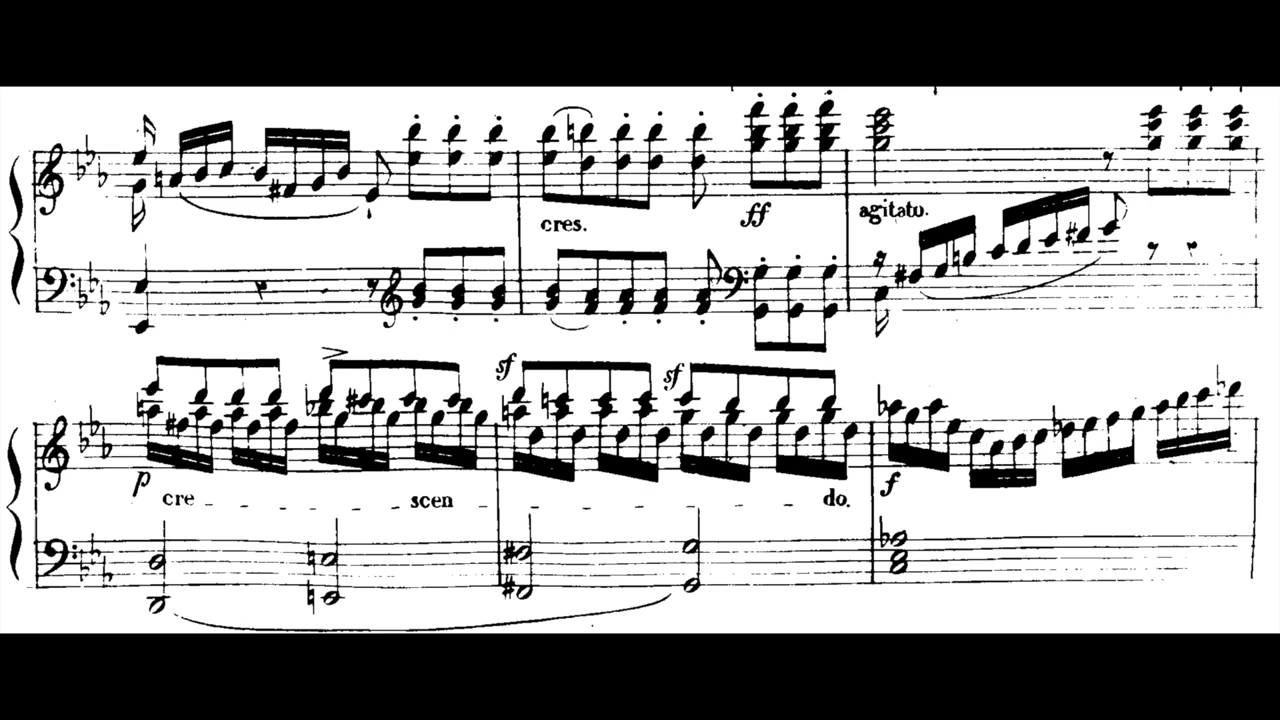 cres. ff agitato.
sf sf
p f
cre - - - - - scen - - - - - - - - - - do.